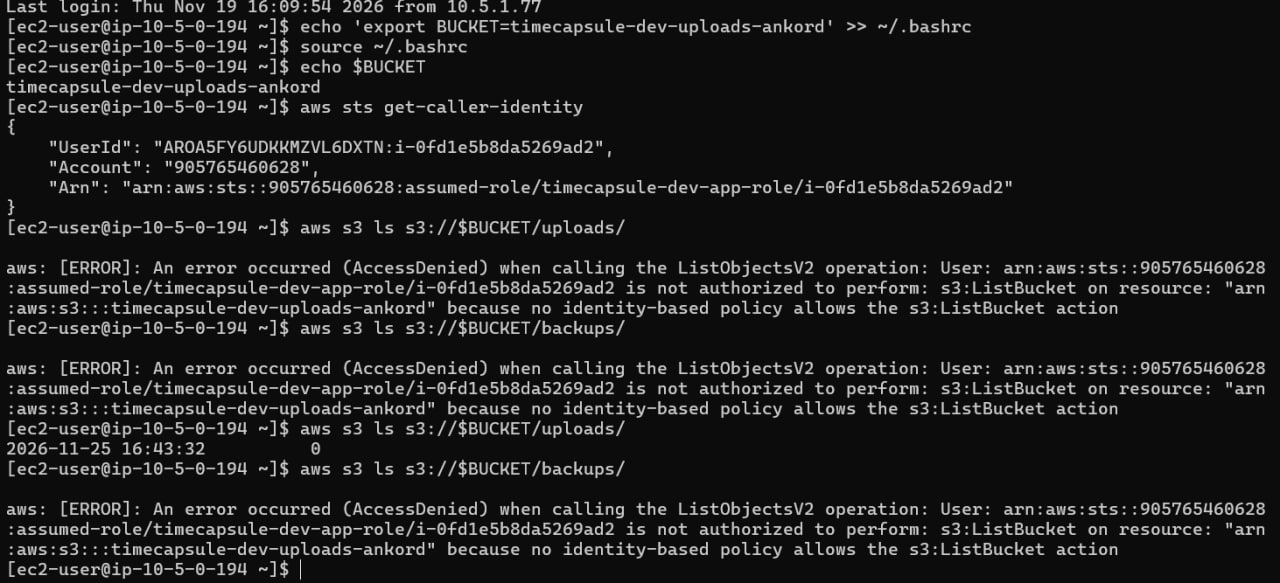 Last login: Thu Nov 19 16:09:54 2026 from 10.5.1.77
[ec2-user@ip-10-5-0-194 ~]$ echo 'export BUCKET=timecapsule-dev-uploads-ankord' >> ~/.bashrc
[ec2-user@ip-10-5-0-194 ~]$ source ~/.bashrc
[ec2-user@ip-10-5-0-194 ~]$ echo $BUCKET
timecapsule-dev-uploads-ankord
[ec2-user@ip-10-5-0-194 ~]$ aws sts get-caller-identity
{
    "UserId": "AROA5FY6UDKKMZVL6DXTN:i-0fd1e5b8da5269ad2",
    "Account": "905765460628",
    "Arn": "arn:aws:sts::905765460628:assumed-role/timecapsule-dev-app-role/i-0fd1e5b8da5269ad2"
}
[ec2-user@ip-10-5-0-194 ~]$ aws s3 ls s3://$BUCKET/uploads/

aws: [ERROR]: An error occurred (AccessDenied) when calling the ListObjectsV2 operation: User: arn:aws:sts::905765460628
:assumed-role/timecapsule-dev-app-role/i-0fd1e5b8da5269ad2 is not authorized to perform: s3:ListBucket on resource: "arn
:aws:s3:::timecapsule-dev-uploads-ankord" because no identity-based policy allows the s3:ListBucket action
[ec2-user@ip-10-5-0-194 ~]$ aws s3 ls s3://$BUCKET/backups/

aws: [ERROR]: An error occurred (AccessDenied) when calling the ListObjectsV2 operation: User: arn:aws:sts::905765460628
:assumed-role/timecapsule-dev-app-role/i-0fd1e5b8da5269ad2 is not authorized to perform: s3:ListBucket on resource: "arn
:aws:s3:::timecapsule-dev-uploads-ankord" because no identity-based policy allows the s3:ListBucket action
[ec2-user@ip-10-5-0-194 ~]$ aws s3 ls s3://$BUCKET/uploads/
2026-11-25 16:43:32          0
[ec2-user@ip-10-5-0-194 ~]$ aws s3 ls s3://$BUCKET/backups/

aws: [ERROR]: An error occurred (AccessDenied) when calling the ListObjectsV2 operation: User: arn:aws:sts::905765460628
:assumed-role/timecapsule-dev-app-role/i-0fd1e5b8da5269ad2 is not authorized to perform: s3:ListBucket on resource: "arn
:aws:s3:::timecapsule-dev-uploads-ankord" because no identity-based policy allows the s3:ListBucket action
[ec2-user@ip-10-5-0-194 ~]$